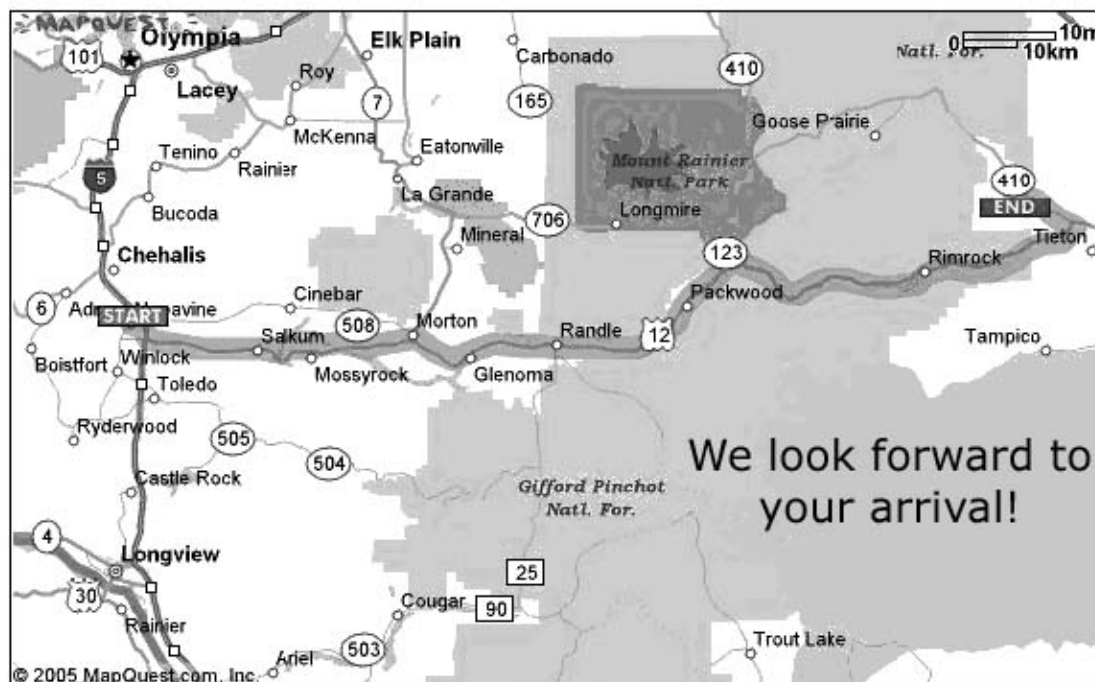 MAPQUEST
Olympia
101
Lacey
Elk Plain
Carbonado
410
Natl. For.
0
10m
10km
Roy
7
165
McKenna
Goose Prairie
Tenino
Rainier
Eatonville
Mount Rainier
Natl. Park
5
La Grande
410
Bucoda
706
Longmire
END
Mineral
123
Tieton
Chehalis
Rimrock
6
Cinebar
Packwood
START
508
Morton
Randle
12
Salkum
Tampico
Boistfort
Winlock
Mossyrock
Glenoma
Toledo
Ryderwood
505
504
We look forward to
your arrival!
Castle Rock
Gifford Pinchot
Natl. For.
4
Longview
25
30
Rainier
Cougar
90
503
Trout Lake
Ariel
© 2005 MapQuest.com, Inc.